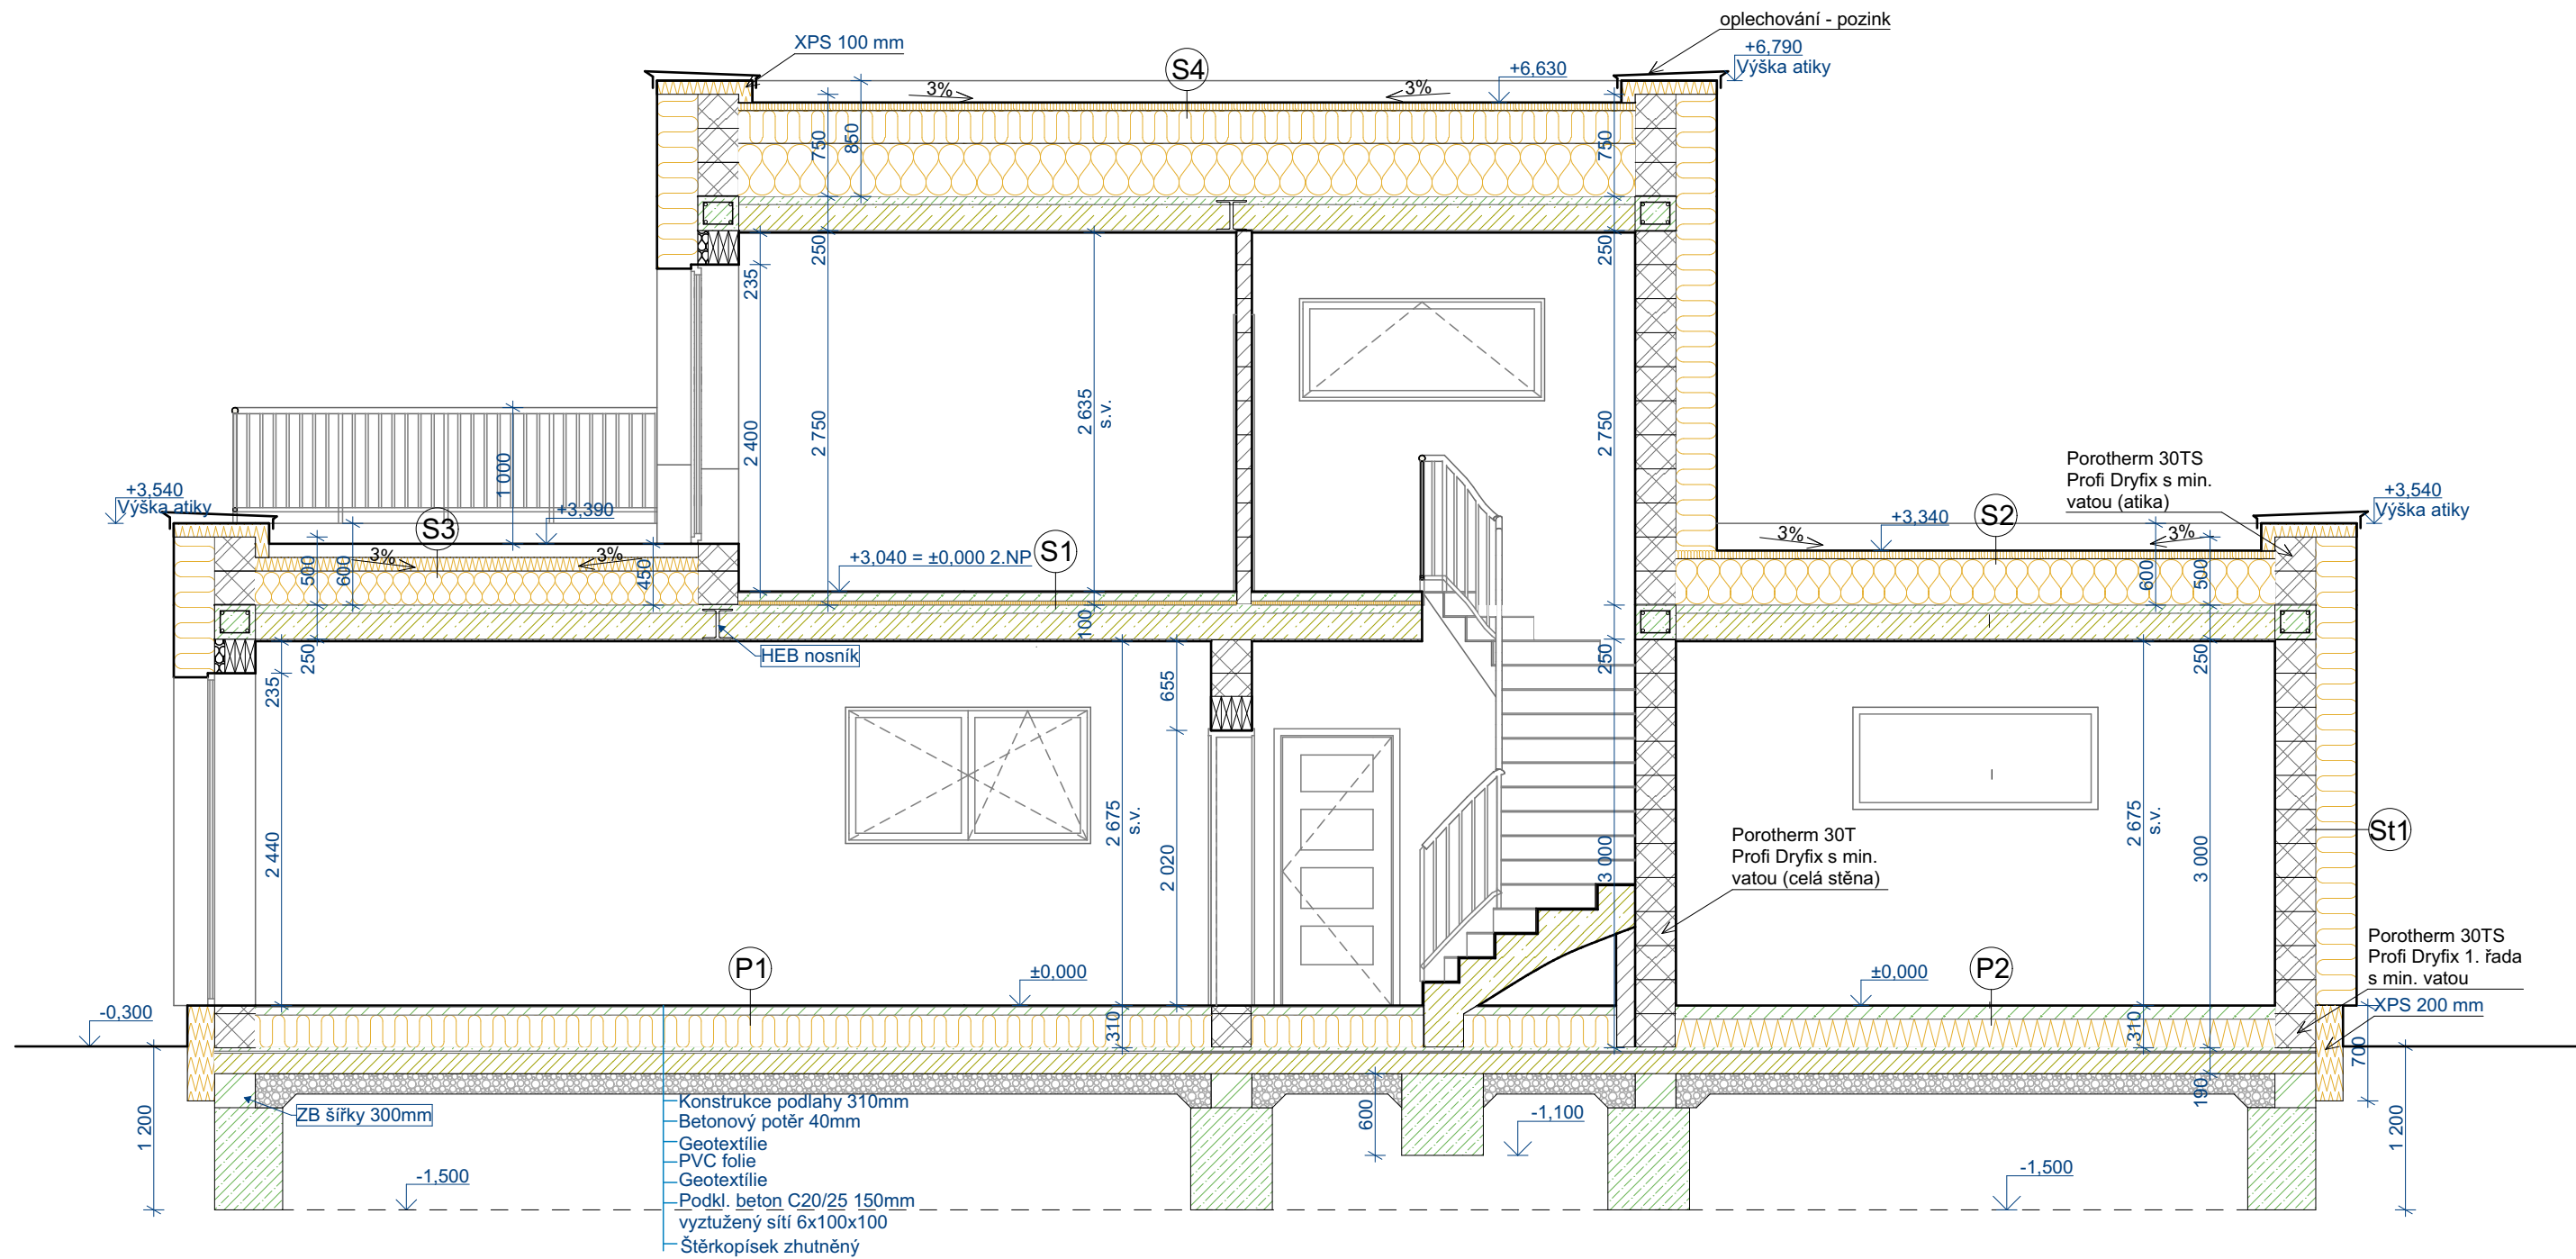 oplechování - pozink
XPS 100 mm
+6,790
Výška atiky
S4
+6,630
3%
3%
750
850
750
250
250
235
2 400
2 750
2 635
s.v.
2 750
1 000
+3,540
Výška atiky
+3,390
S3
3%
3%
500
600
450
+3,040 = ±0,000 2.NP
S1
100
Porotherm 30TS
Profi Dryfix s min.
vatou (atika)
S2
+3,340
3%
3%
+3,540
Výška atiky
600
500
HEB nosník
250
235
655
250
250
2 440
2 675
s.v.
2 020
3 000
Porotherm 30T
Profi Dryfix s min.
vatou (celá stěna)
2 675
s.v.
3 000
St1
Porotherm 30TS
Profi Dryfix 1. řada
s min. vatou
XPS 200 mm
P1
±0,000
±0,000
P2
-0,300
310
310
700
190
ZB šířky 300mm
1 200
-1,500
Konstrukce podlahy 310mm
Betonový potěr 40mm
Geotextílie
PVC folie
Geotextílie
Podkl. beton C20/25 150mm
vyztužený sítí 6x100x100
Štěrkopísek zhutněný
600
-1,100
-1,500
1 200